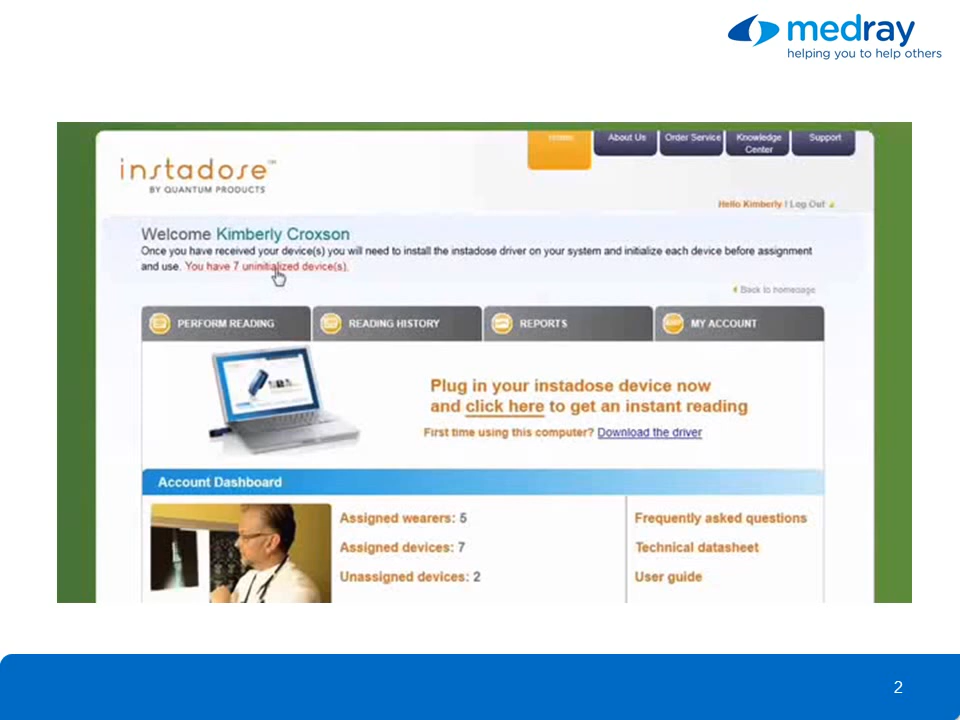 medray
helping you to help others
Home
About Us
Order Service
Knowledge Center
Support
instadose™
BY QUANTUM PRODUCTS
Hello Kimberly ! Log Out
Welcome Kimberly Croxson
Once you have received your device(s) you will need to install the instadose driver on your system and initialize each device before assignment
and use. You have 7 uninitialized device(s).
Back to homepage
PERFORM READING
READING HISTORY
REPORTS
MY ACCOUNT
Plug in your instadose device now
and click here to get an instant reading
First time using this computer? Download the driver
Account Dashboard
Assigned wearers: 5
Frequently asked questions
Assigned devices: 7
Technical datasheet
Unassigned devices: 2
User guide
2